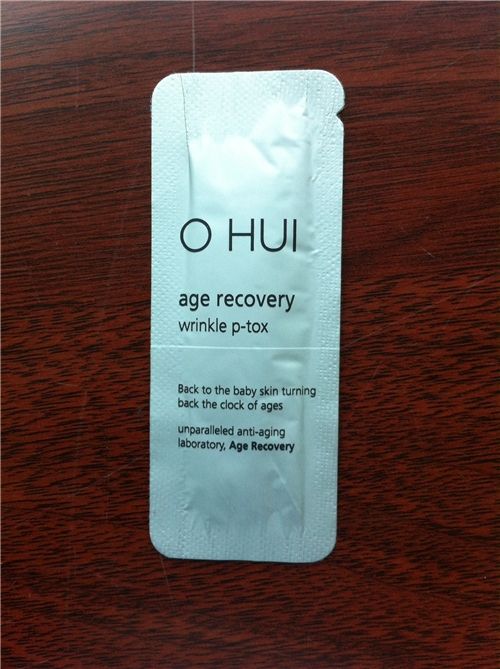 O HUI
age recovery
wrinkle p-tox
Back to the baby skin turning
back the clock of ages
unparalleled anti-aging
laboratory, Age Recovery